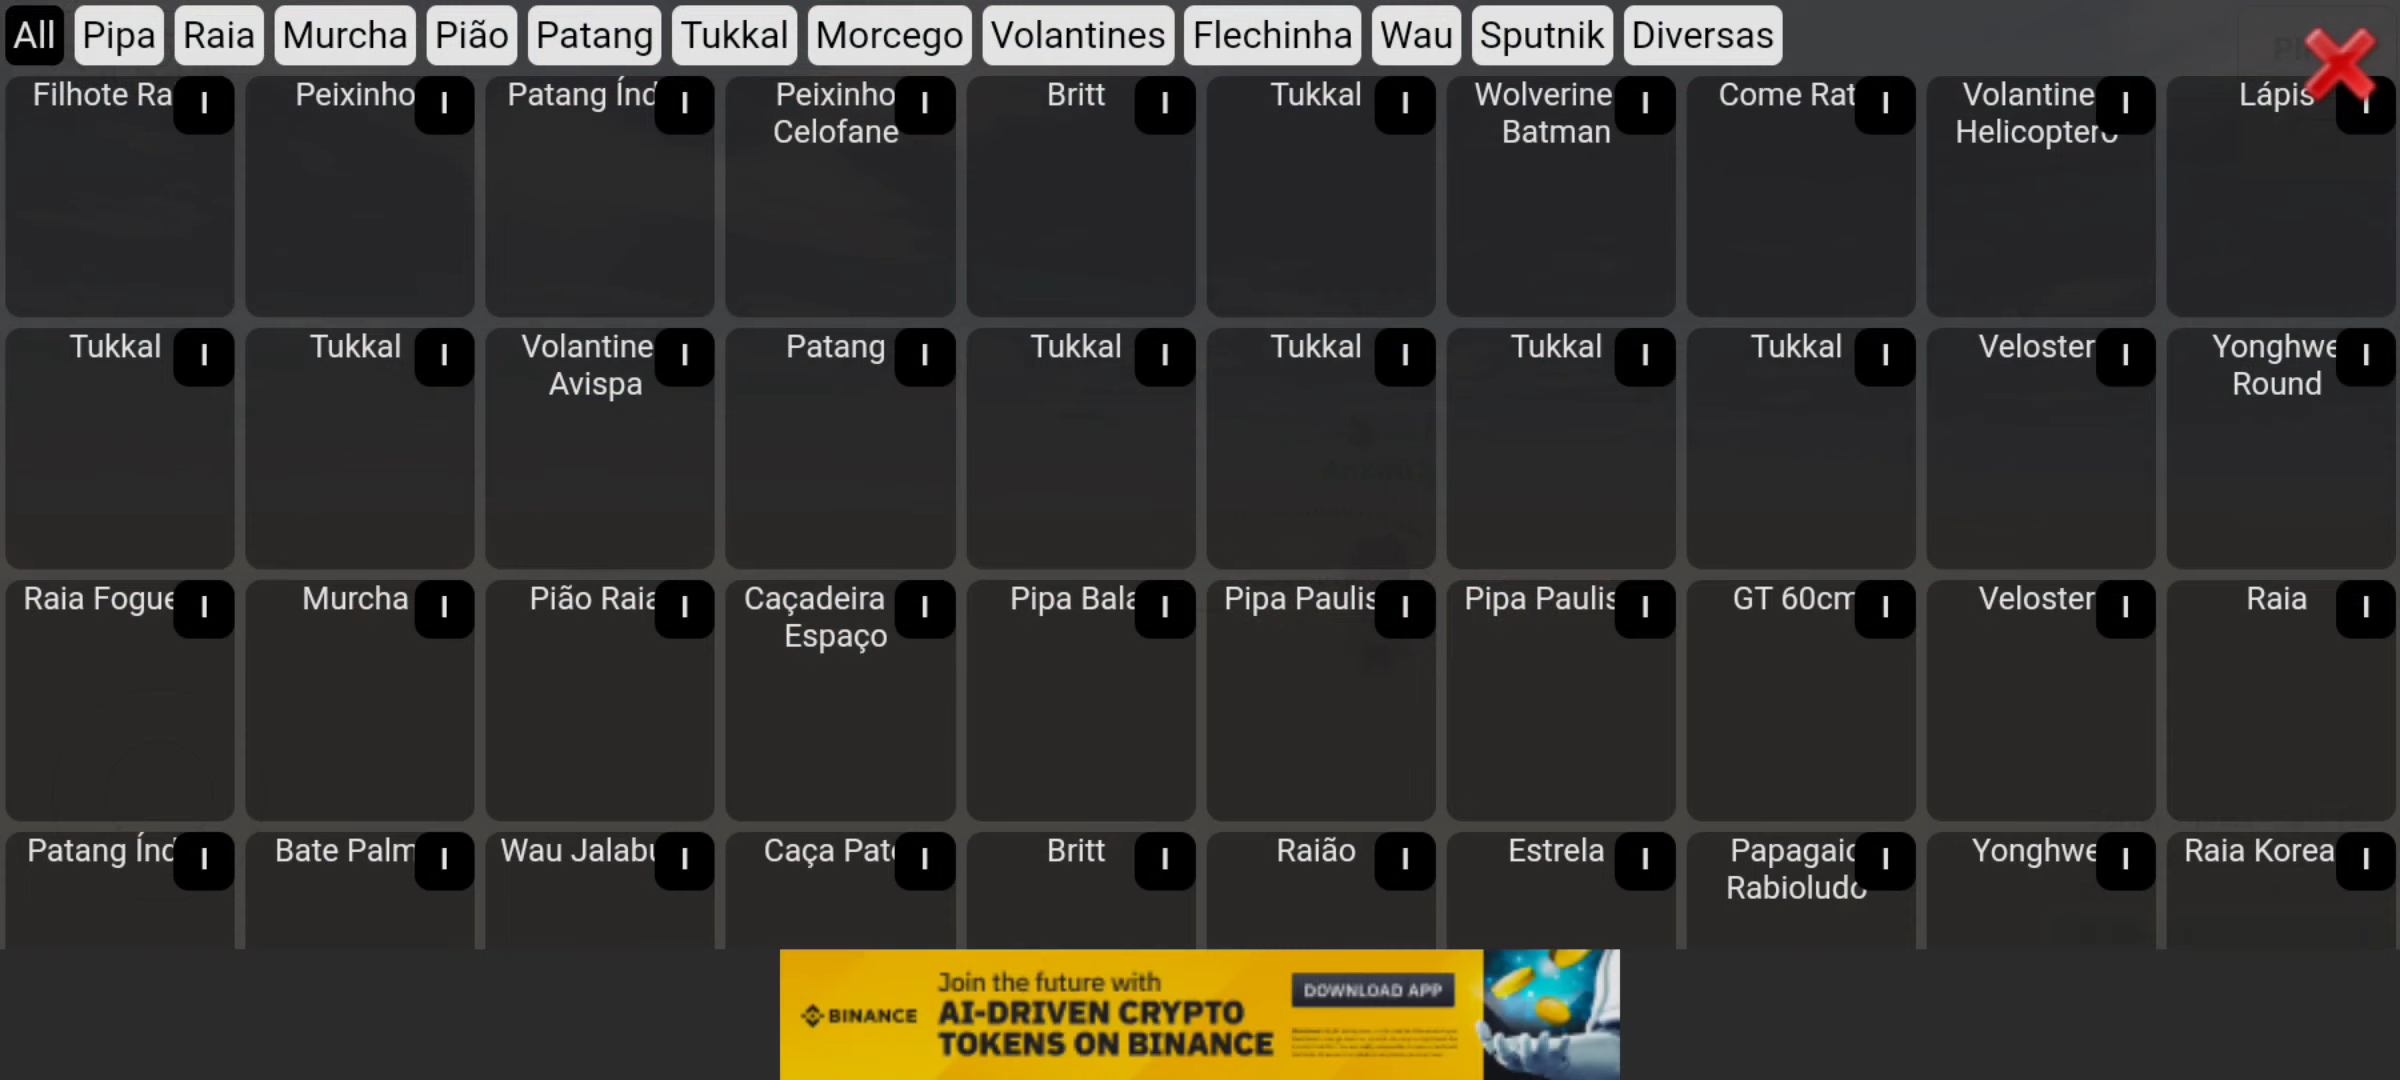 All Pipa Raia Murcha Pião Patang Tukkal Morcego Volantines Flechinha Wau Sputnik Diversas
Filhote Ra I Peixinho I Patang Índ I Peixinho I Britt I Tukkal I Wolverine I Come Rat I Volantine I Lápis I
Celofane Batman Helicoptero
Tukkal I Tukkal I Volantine I Patang I Tukkal I Tukkal I Tukkal I Tukkal I Veloster I Yonghwe I
Avispa Round
Raia Fogue I Murcha I Pião Raia I Caçadeira I Pipa Bala I Pipa Paulis I Pipa Paulis I GT 60cm I Veloster I Raia I
Espaço
Patang Índ I Bate Palm I Wau Jalabu I Caça Pato I Britt I Raião I Estrela I Papagaio I Yonghwe I Raia Korea I
Rabioludo
BINANCE
Join the future with
AI-DRIVEN CRYPTO
TOKENS ON BINANCE
DOWNLOAD APP